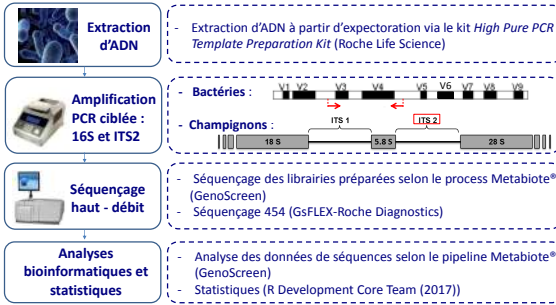 Extraction
d'ADN
- Extraction d'ADN à partir d'expectoration via le kit High Pure PCR
Template Preparation Kit (Roche Life Science)
Amplification
PCR ciblée :
16S et ITS2
- Bactéries :
V1 V2 V3 V4 V5 V6 V7 V8 V9
- Champignons :
ITS 1 ITS 2
18 S 5.8 S 28 S
Séquençage
haut - débit
- Séquençage des librairies préparées selon le process Metabiote®
(GenoScreen)
- Séquençage 454 (GsFLEX-Roche Diagnostics)
Analyses
bioinformatiques et
statistiques
- Analyse des données de séquences selon le pipeline Metabiote®
(GenoScreen)
- Statistiques (R Development Core Team (2017))